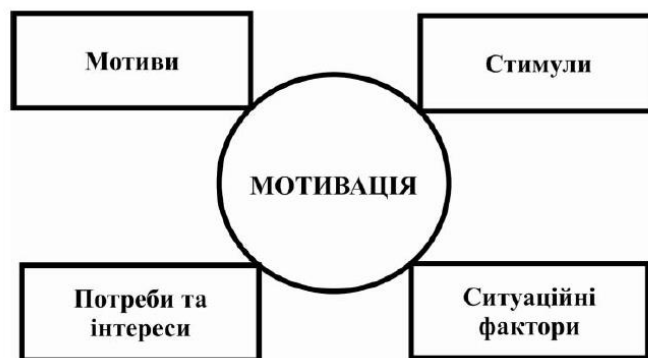 Мотиви
Стимули
МОТИВАЦІЯ
Потреби та
інтереси
Ситуаційні
фактори